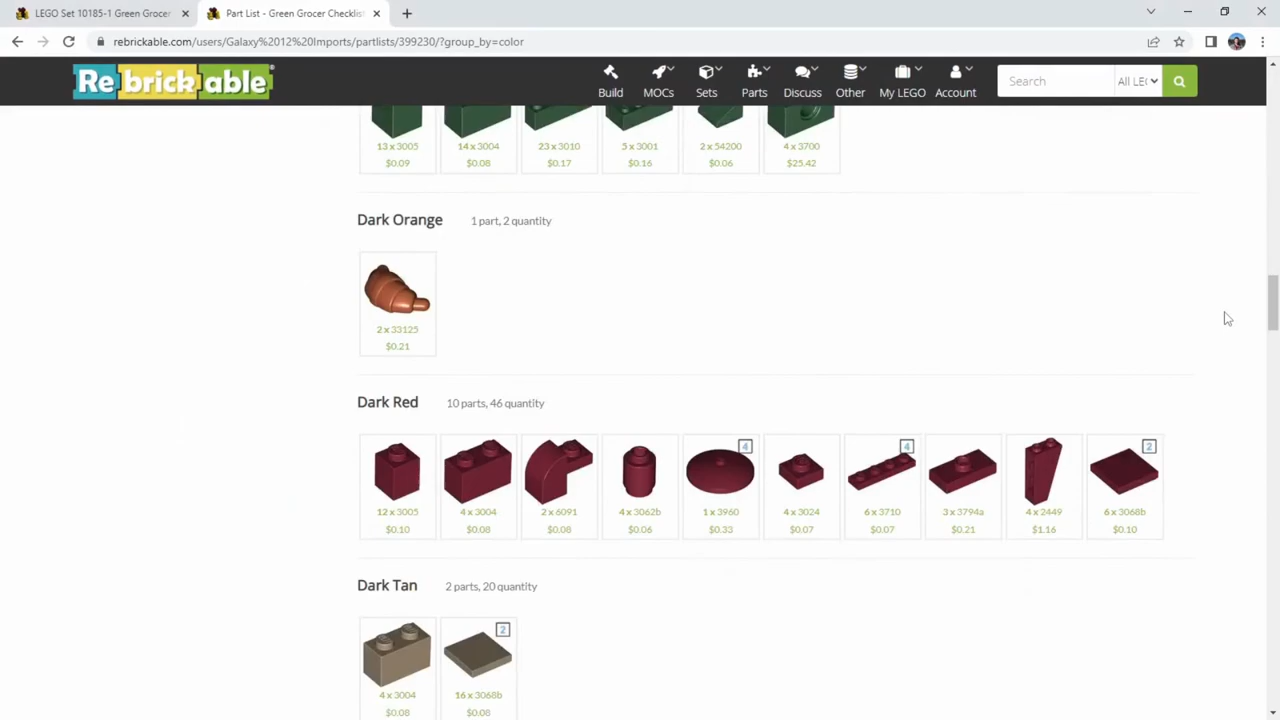 LEGO Set 10185-1 Green Grocer
Part List - Green Grocer Checklist
rebrickable.com/users/Galaxy%2012%20Imports/partlists/399230/?group_by=color
Rebrickable®
Build MOCs Sets Parts Discuss Other My LEGO Account
Search
All LE
13 x 3005 14 x 3004 23 x 3010 5 x 3001 2 x 54200 4 x 3700
$0.09 $0.08 $0.17 $0.16 $0.06 $25.42
Dark Orange 1 part, 2 quantity
2 x 33125
$0.21
Dark Red 10 parts, 46 quantity
4 4 2
12 x 3005 4 x 3004 2 x 6091 4 x 3062b 1 x 3960 4 x 3024 6 x 3710 3 x 3794a 4 x 2449 6 x 3068b
$0.10 $0.08 $0.08 $0.06 $0.33 $0.07 $0.07 $0.21 $1.16 $0.10
Dark Tan 2 parts, 20 quantity
2
4 x 3004 16 x 3068b
$0.08 $0.08